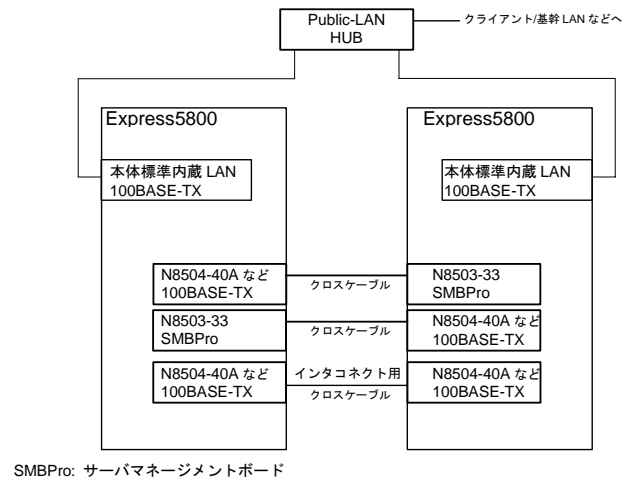 Public-LAN
HUB
クライアント/基幹 LAN などへ
Express5800
Express5800
本体標準内蔵 LAN
100BASE-TX
本体標準内蔵 LAN
100BASE-TX
N8504-40A など
100BASE-TX
クロスケーブル
N8503-33
SMBPro
N8503-33
SMBPro
クロスケーブル
N8504-40A など
100BASE-TX
N8504-40A など
100BASE-TX
インタコネクト用
クロスケーブル
N8504-40A など
100BASE-TX
SMBPro: サーバマネージメントボード